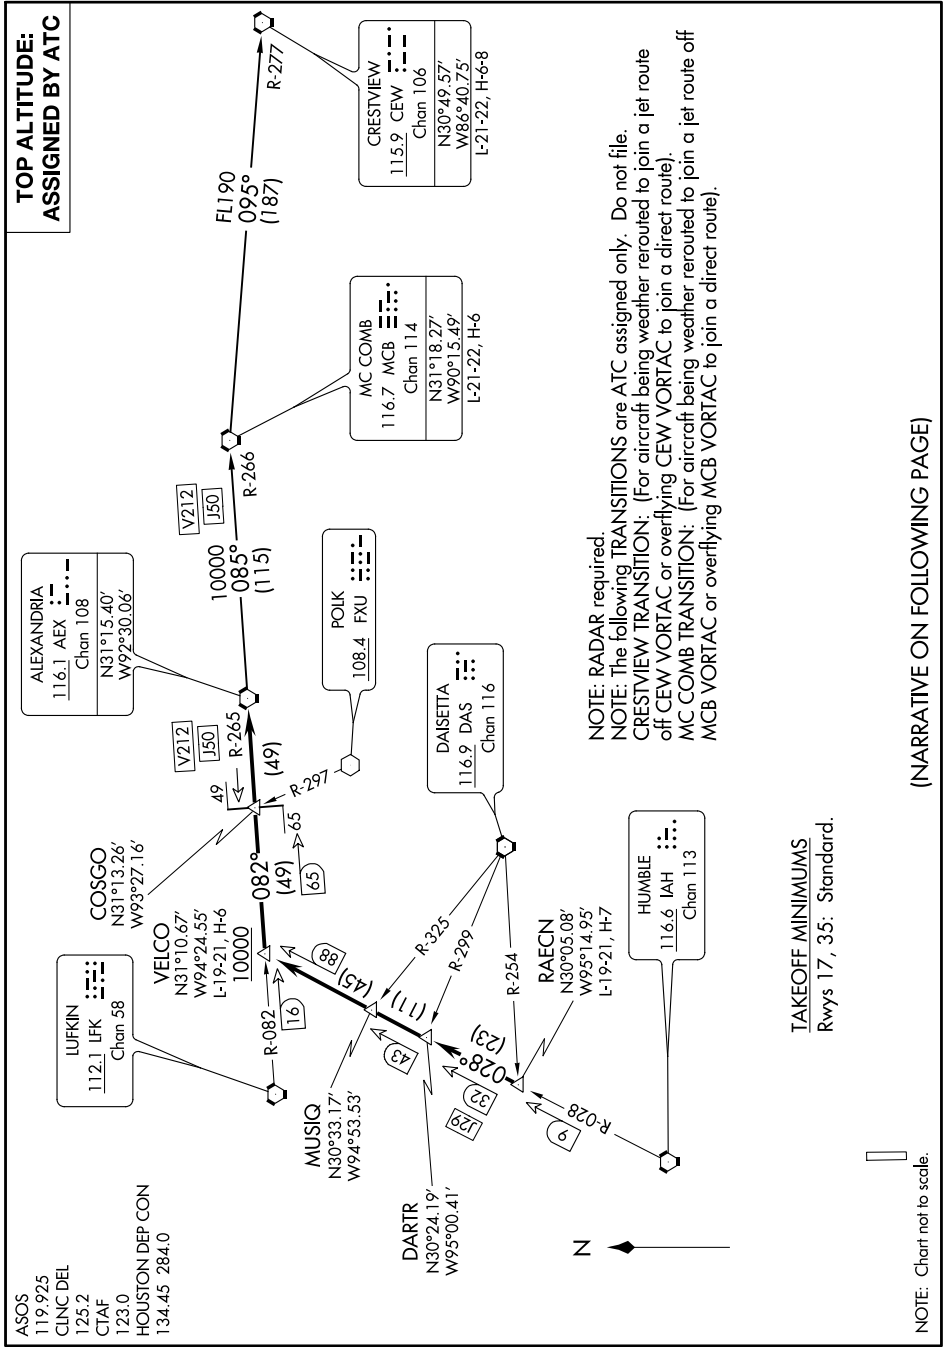 TOP ALTITUDE:
ASSIGNED BY ATC
ASOS
119.925
CLNC DEL
125.2
CTAF
123.0
HOUSTON DEP CON
134.45 284.0
LUFKIN
112.1 LFK
Chan 58
R-082
16
VELCO
N31°10.67'
W94°24.55'
L-19-21, H-6
10000
COSGO
N31°13.26'
W93°27.16'
082°
(49)
65
65
49
R-265
(49)
V212
J50
ALEXANDRIA
116.1 AEX
Chan 108
N31°15.40'
W92°30.06'
10000
085°
(115)
V212
J50
R-266
FL190
095°
(187)
R-277
CRESTVIEW
115.9 CEW
Chan 106
N30°49.57'
W86°40.75'
L-21-22, H-6-8
MC COMB
116.7 MCB
Chan 114
N31°18.27'
W90°15.49'
L-21-22, H-6
POLK
108.4 FXU
R-297
DAISETTA
116.9 DAS
Chan 116
R-325
R-299
R-254
88
(45)
(11)
MUSIQ
N30°33.17'
W94°53.53'
43
DARTR
N30°24.19'
W95°00.41'
32
J29
028°
(23)
RAECN
N30°05.08'
W95°14.95'
L-19-21, H-7
9
R-028
HUMBLE
116.6 IAH
Chan 113
N
NOTE: RADAR required.
NOTE: The following TRANSITIONS are ATC assigned only. Do not file.
CRESTVIEW TRANSITION: (For aircraft being weather rerouted to join a jet route
off CEW VORTAC or overflying CEW VORTAC to join a direct route).
MC COMB TRANSITION: (For aircraft being weather rerouted to join a jet route off
MCB VORTAC or overflying MCB VORTAC to join a direct route).
TAKEOFF MINIMUMS
Rwys 17, 35: Standard.
NOTE: Chart not to scale.
(NARRATIVE ON FOLLOWING PAGE)